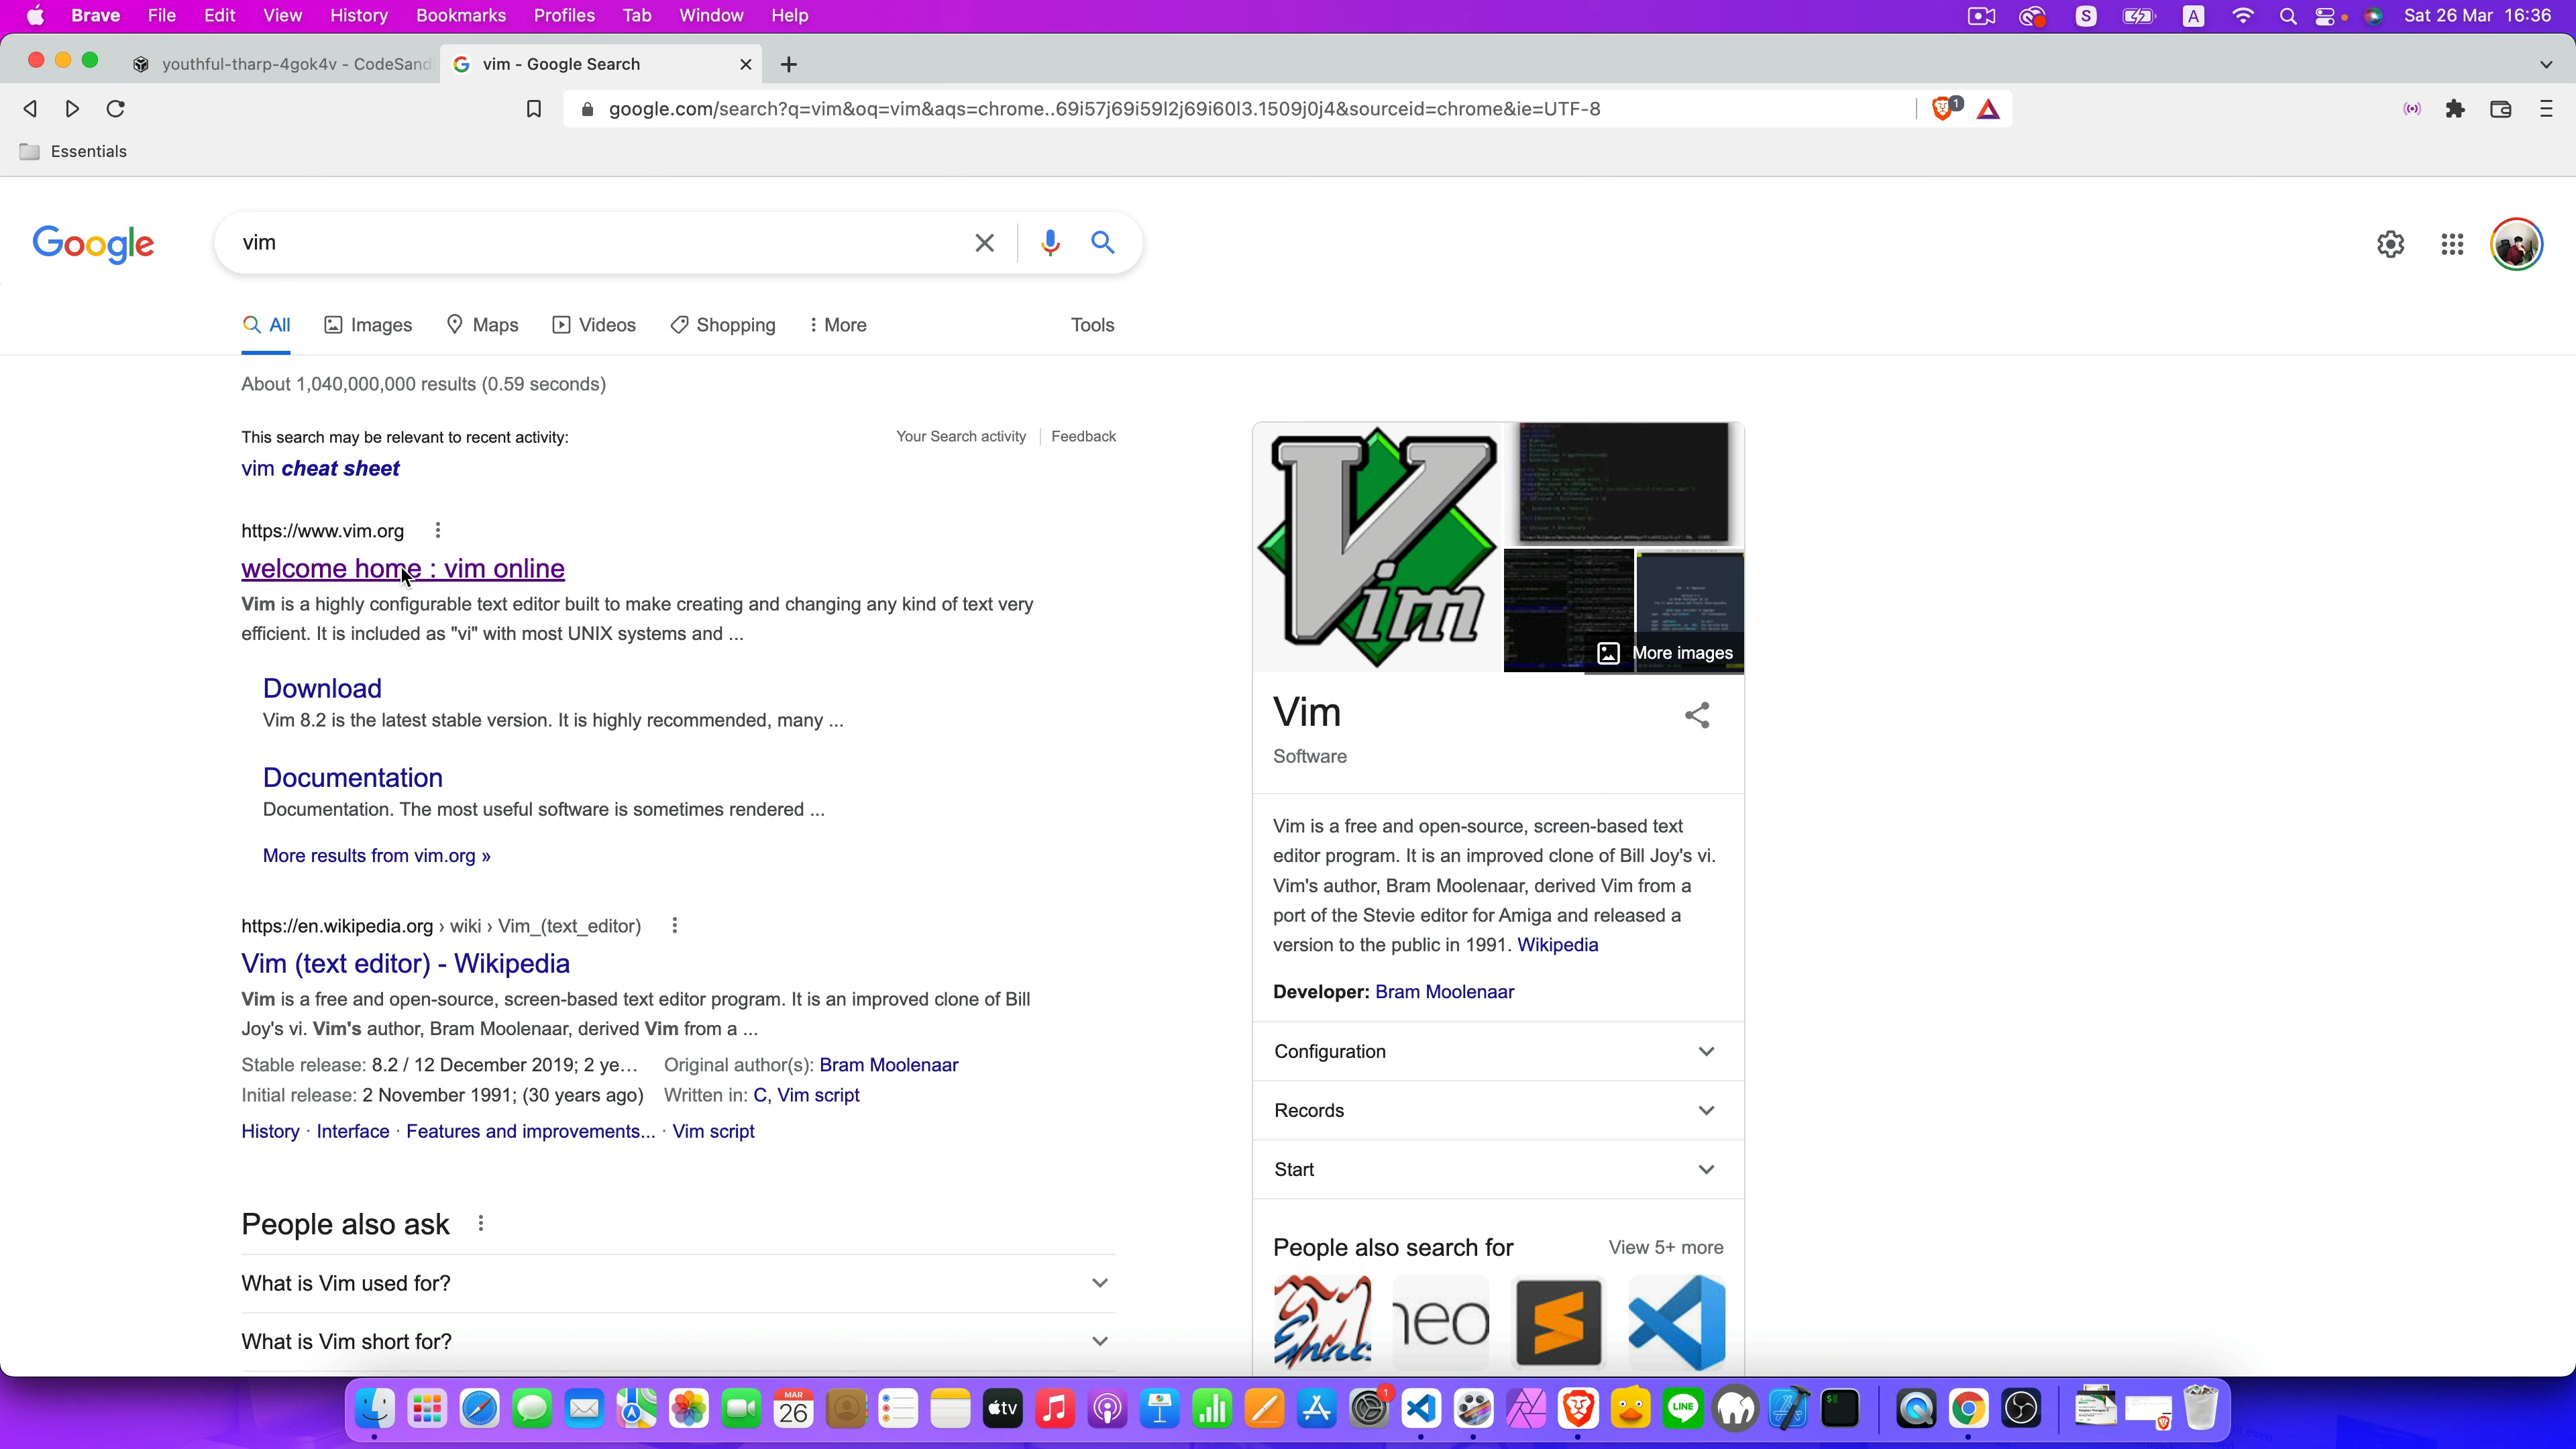 Brave File Edit View History Bookmarks Profiles Tab Window Help
S A Sat 26 Mar 16:36
youthful-tharp-4gok4v - CodeSand
vim - Google Search
google.com/search?q=vim&oq=vim&aqs=chrome..69i57j69i59l2j69i60l3.1509j0j4&sourceid=chrome&ie=UTF-8
1
Essentials
Google
vim
All Images Maps Videos Shopping More Tools
About 1,040,000,000 results (0.59 seconds)
This search may be relevant to recent activity:
Your Search activity Feedback
vim cheat sheet
https://www.vim.org
welcome home : vim online
Vim is a highly configurable text editor built to make creating and changing any kind of text very
efficient. It is included as "vi" with most UNIX systems and ...
Download
Vim 8.2 is the latest stable version. It is highly recommended, many ...
Documentation
Documentation. The most useful software is sometimes rendered ...
More results from vim.org »
https://en.wikipedia.org › wiki › Vim_(text_editor)
Vim (text editor) - Wikipedia
Vim is a free and open-source, screen-based text editor program. It is an improved clone of Bill
Joy's vi. Vim's author, Bram Moolenaar, derived Vim from a ...
Stable release: 8.2 / 12 December 2019; 2 ye... Original author(s): Bram Moolenaar
Initial release: 2 November 1991; (30 years ago) Written in: C, Vim script
History · Interface · Features and improvements... · Vim script
People also ask
What is Vim used for?
What is Vim short for?
Vim
More images
Vim
Software
Vim is a free and open-source, screen-based text
editor program. It is an improved clone of Bill Joy's vi.
Vim's author, Bram Moolenaar, derived Vim from a
port of the Stevie editor for Amiga and released a
version to the public in 1991. Wikipedia
Developer: Bram Moolenaar
Configuration
Records
Start
People also search for
View 5+ more
neo
MAR
26
tv
1
LINE